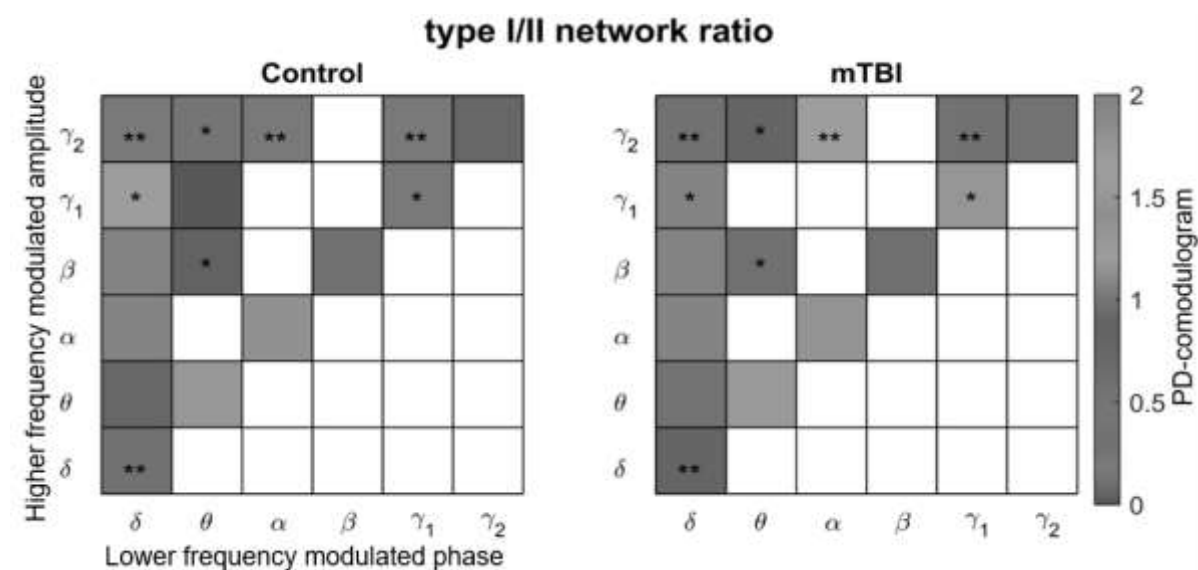 type I/II network ratio
Control
mTBI
Higher frequency modulated amplitude
γ2
γ1
β
α
θ
δ
** * ** **
* *
*
**
δ θ α β γ1 γ2
Lower frequency modulated phase
γ2
γ1
β
α
θ
δ
** * ** **
* *
*
**
δ θ α β γ1 γ2
2
1.5
1
0.5
0
PD-comodulogram